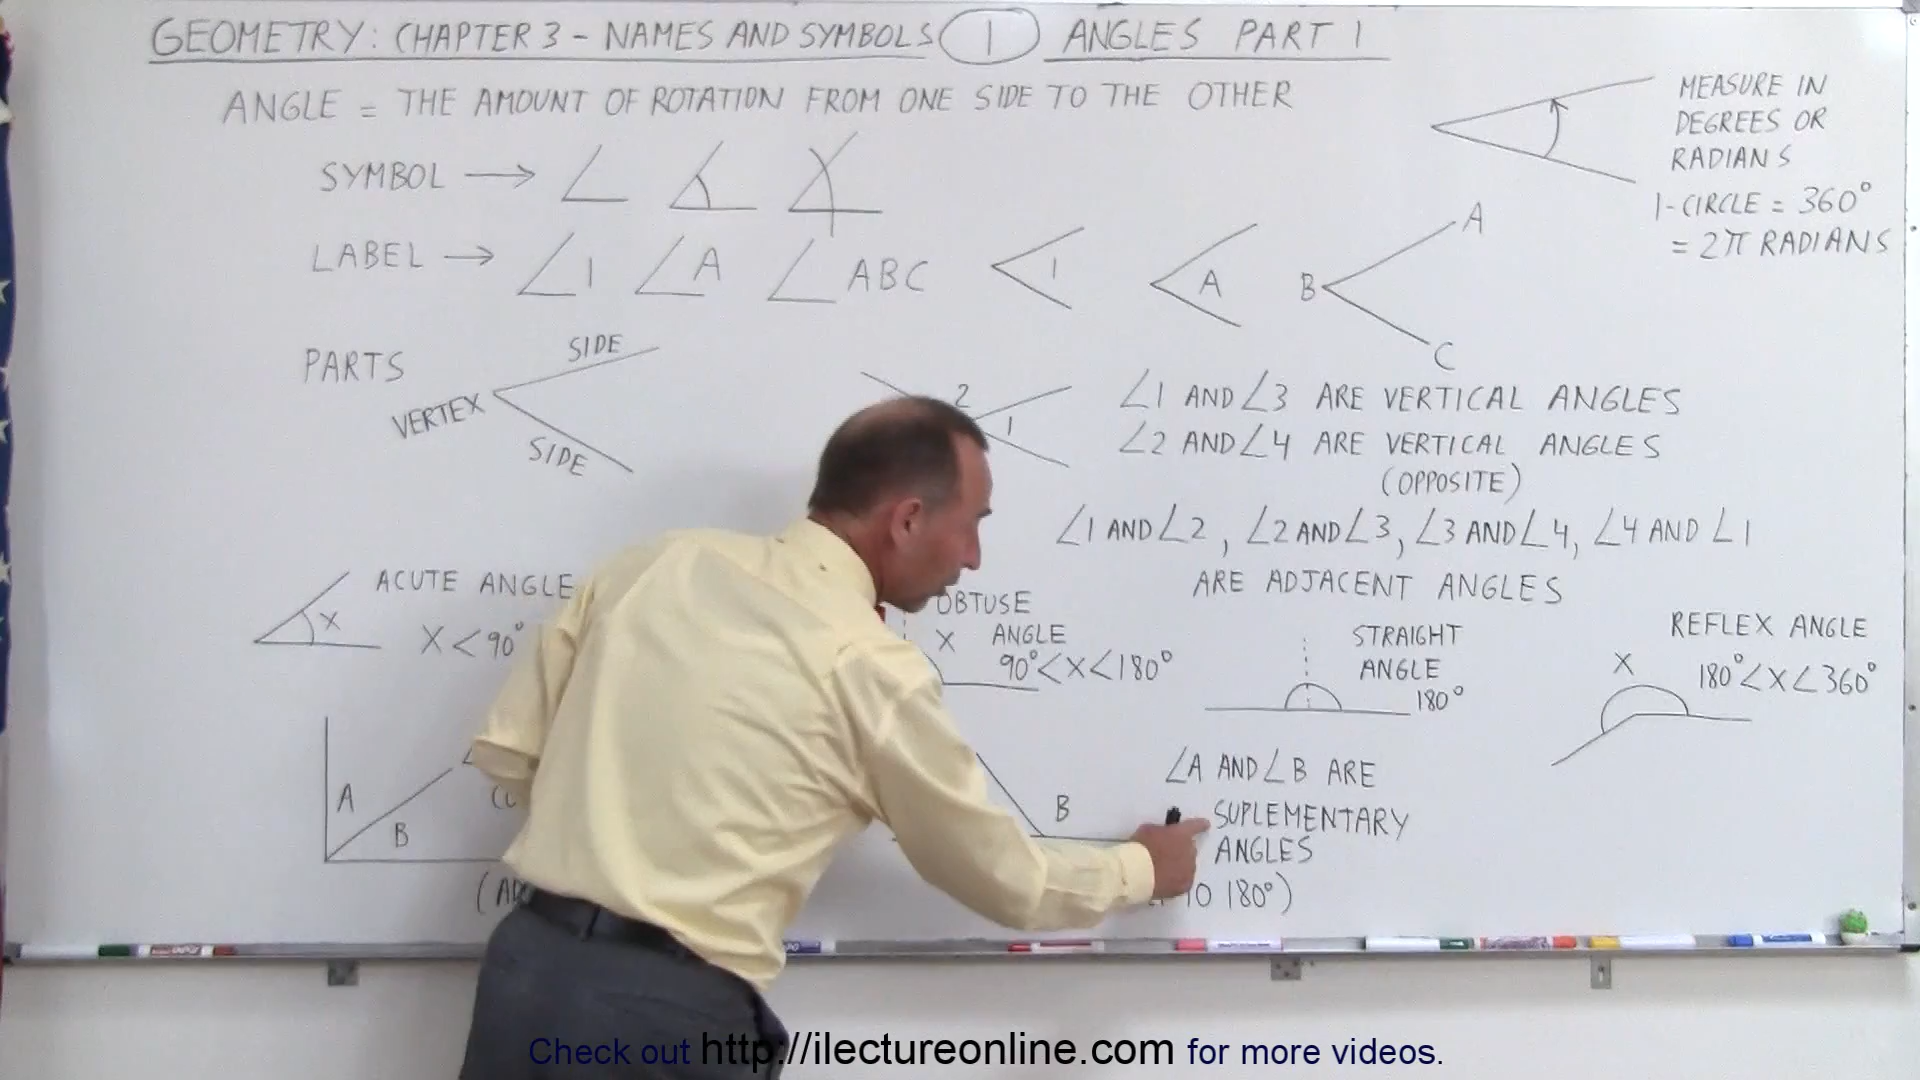 GEOMETRY: CHAPTER 3 - NAMES AND SYMBOLS 1 ANGLES PART 1
ANGLE = THE AMOUNT OF ROTATION FROM ONE SIDE TO THE OTHER
MEASURE IN
DEGREES OR
RADIANS
1-CIRCLE = 360°
= 2π RADIANS
SYMBOL → ∠ ∡ ∢
LABEL → ∠1 ∠A ∠ABC
1
A
A
B
C
PARTS
SIDE
VERTEX
SIDE
2
1
∠1 AND ∠3 ARE VERTICAL ANGLES
∠2 AND ∠4 ARE VERTICAL ANGLES
(OPPOSITE)
∠1 AND ∠2, ∠2 AND ∠3, ∠3 AND ∠4, ∠4 AND ∠1
ARE ADJACENT ANGLES
ACUTE ANGLE
X
X < 90°
OBTUSE
X ANGLE
90° < X < 180°
STRAIGHT
ANGLE
180°
REFLEX ANGLE
X
180° < X < 360°
A
B
B
∠A AND ∠B ARE
SUPLEMENTARY
ANGLES
TO 180°)
Check out http://ilectureonline.com for more videos.